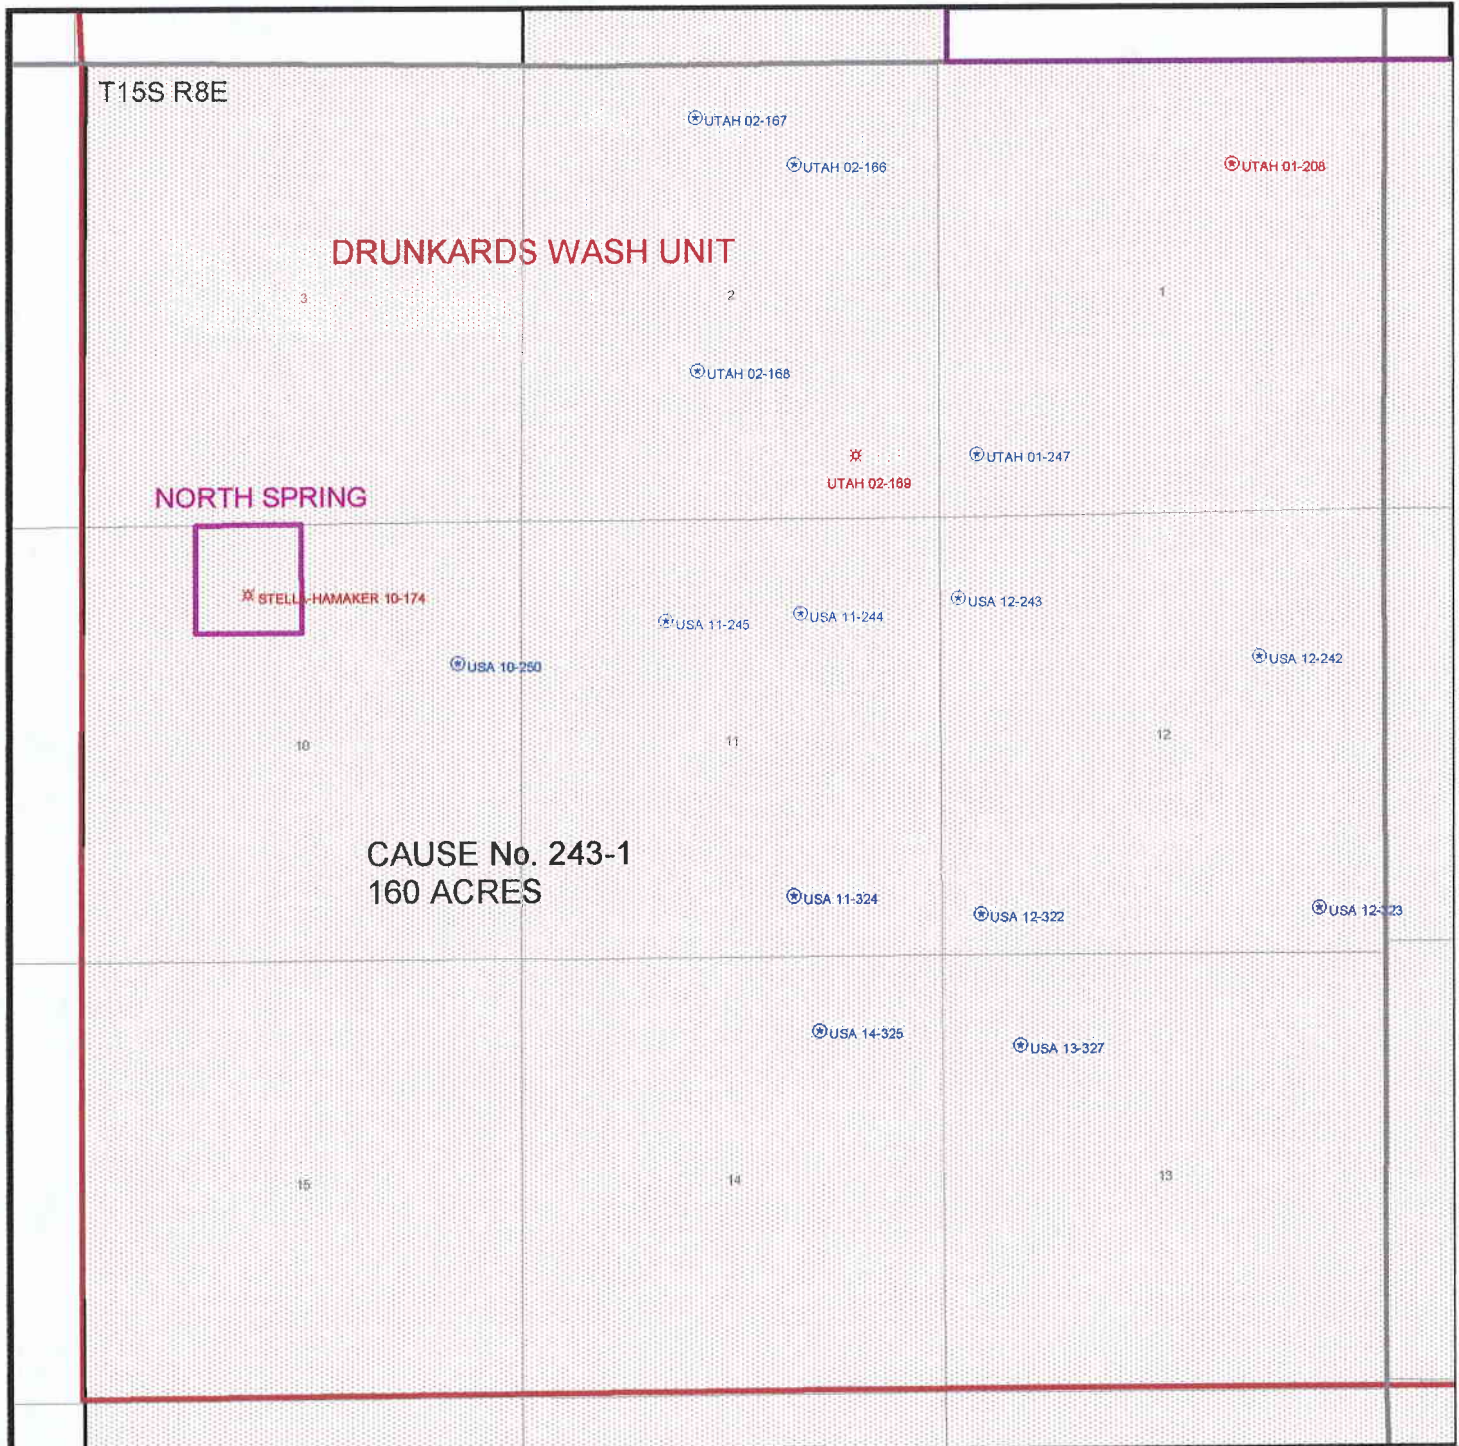 T15S R8E
UTAH 02-167
UTAH 02-166
UTAH 01-208
DRUNKARDS WASH UNIT
3
2
1
UTAH 02-168
UTAH 01-247
UTAH 02-169
NORTH SPRING
STELLA-HAMAKER 10-174
USA 12-243
USA 11-244
USA 11-245
USA 12-242
USA 10-250
10
11
12
CAUSE No. 243-1
160 ACRES
USA 11-324
USA 12-322
USA 12-323
USA 14-325
USA 13-327
15
14
13